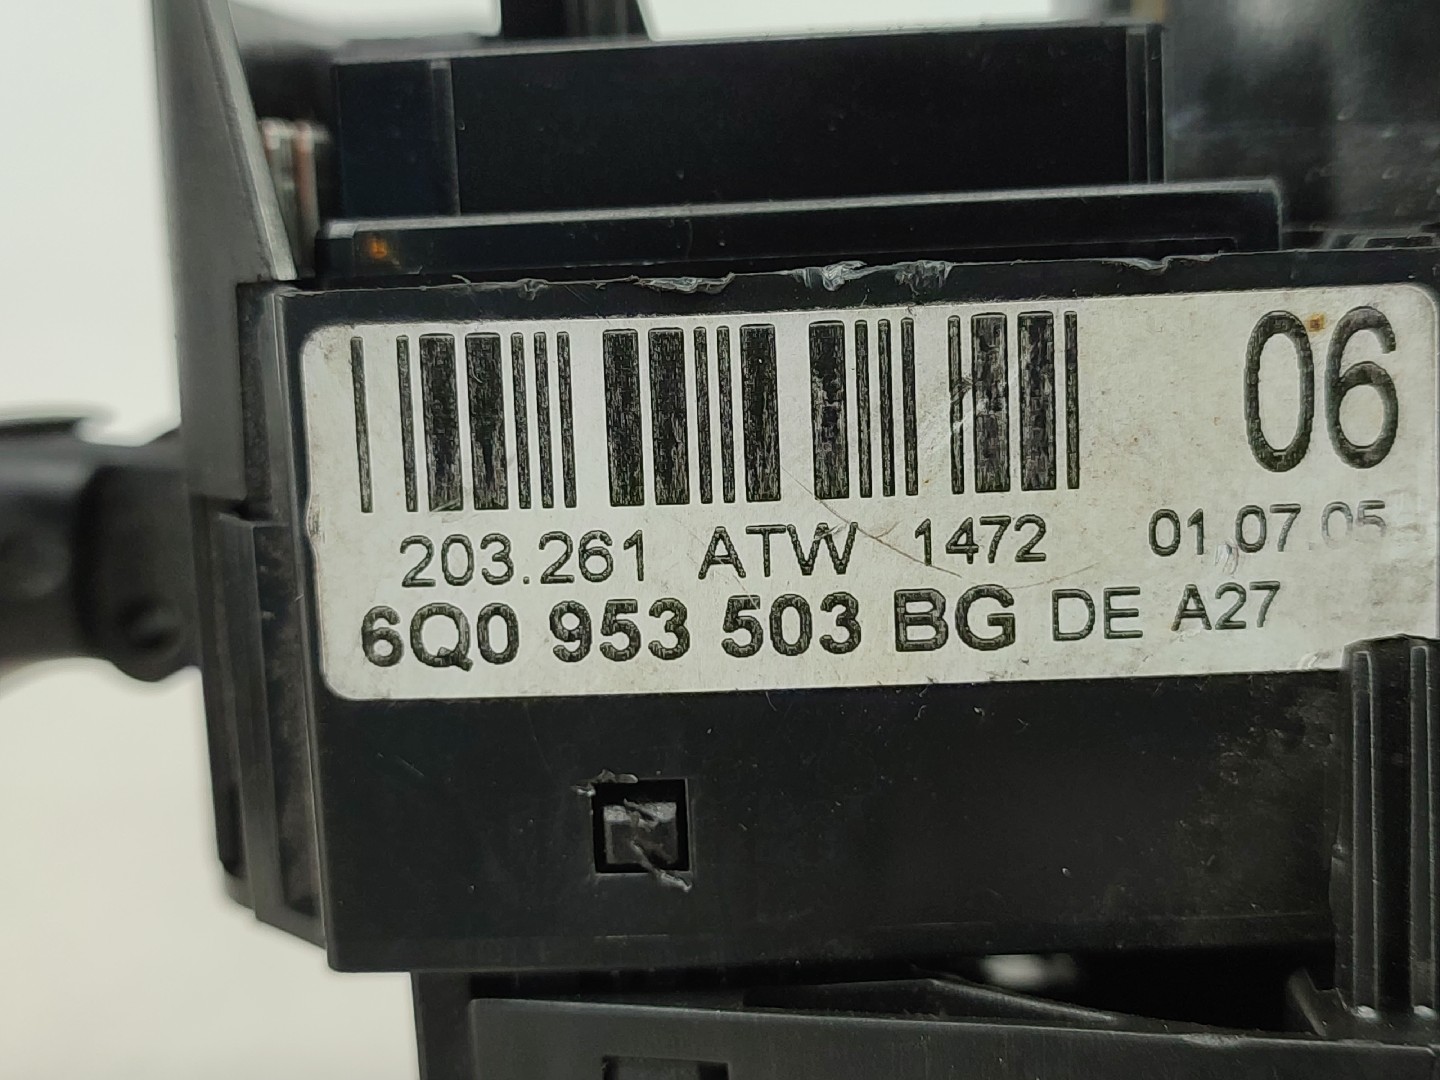 06
203.261 ATW 1472 01.07.05
6Q0 953 503 BG DE A27